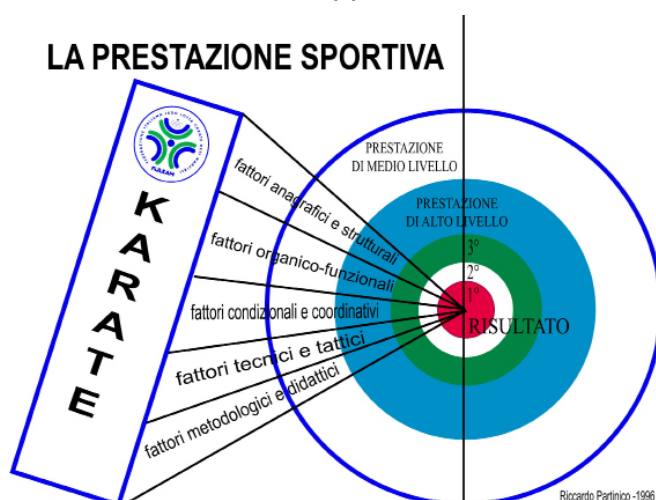 LA PRESTAZIONE SPORTIVA
KARATE
fattori anagrafici e strutturali
fattori organico-funzionali
fattori condizionali e coordinativi
fattori tecnici e tattici
fattori metodologici e didattici
PRESTAZIONE
DI MEDIO LIVELLO
PRESTAZIONE
DI ALTO LIVELLO
3°
2°
1°
RISULTATO
Riccardo Partinico -1996